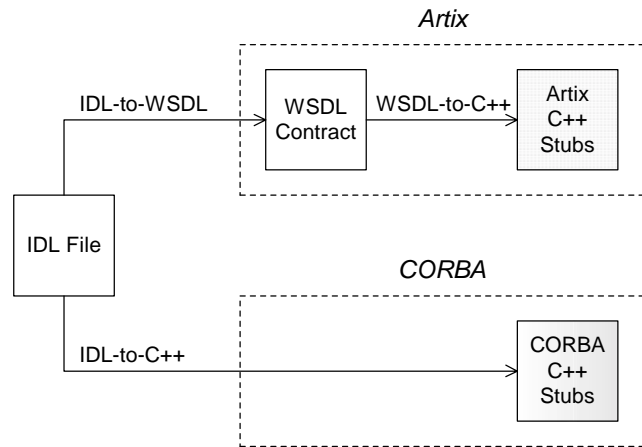 Artix
IDL-to-WSDL
WSDL
Contract
WSDL-to-C++
Artix
C++
Stubs
IDL File
CORBA
IDL-to-C++
CORBA
C++
Stubs